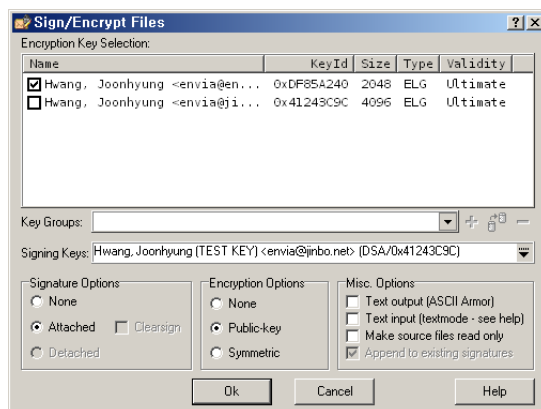 Sign/Encrypt Files
Encryption Key Selection:
Name KeyId Size Type Validity
Hwang, Joonhyung <envia@en... 0xDF85A240 2048 ELG Ultimate
Hwang, Joonhyung <envia@ji... 0x41243C9C 4096 ELG Ultimate
Key Groups:
Signing Keys: Hwang, Joonhyung (TEST KEY) <envia@jinbo.net> (DSA/0x41243C9C)
Signature Options Encryption Options Misc. Options
None None Text output (ASCII Armor)
Attached Clearsign Public-key Text input (textmode - see help)
Detached Symmetric Make source files read only
Append to existing signatures
Ok Cancel Help